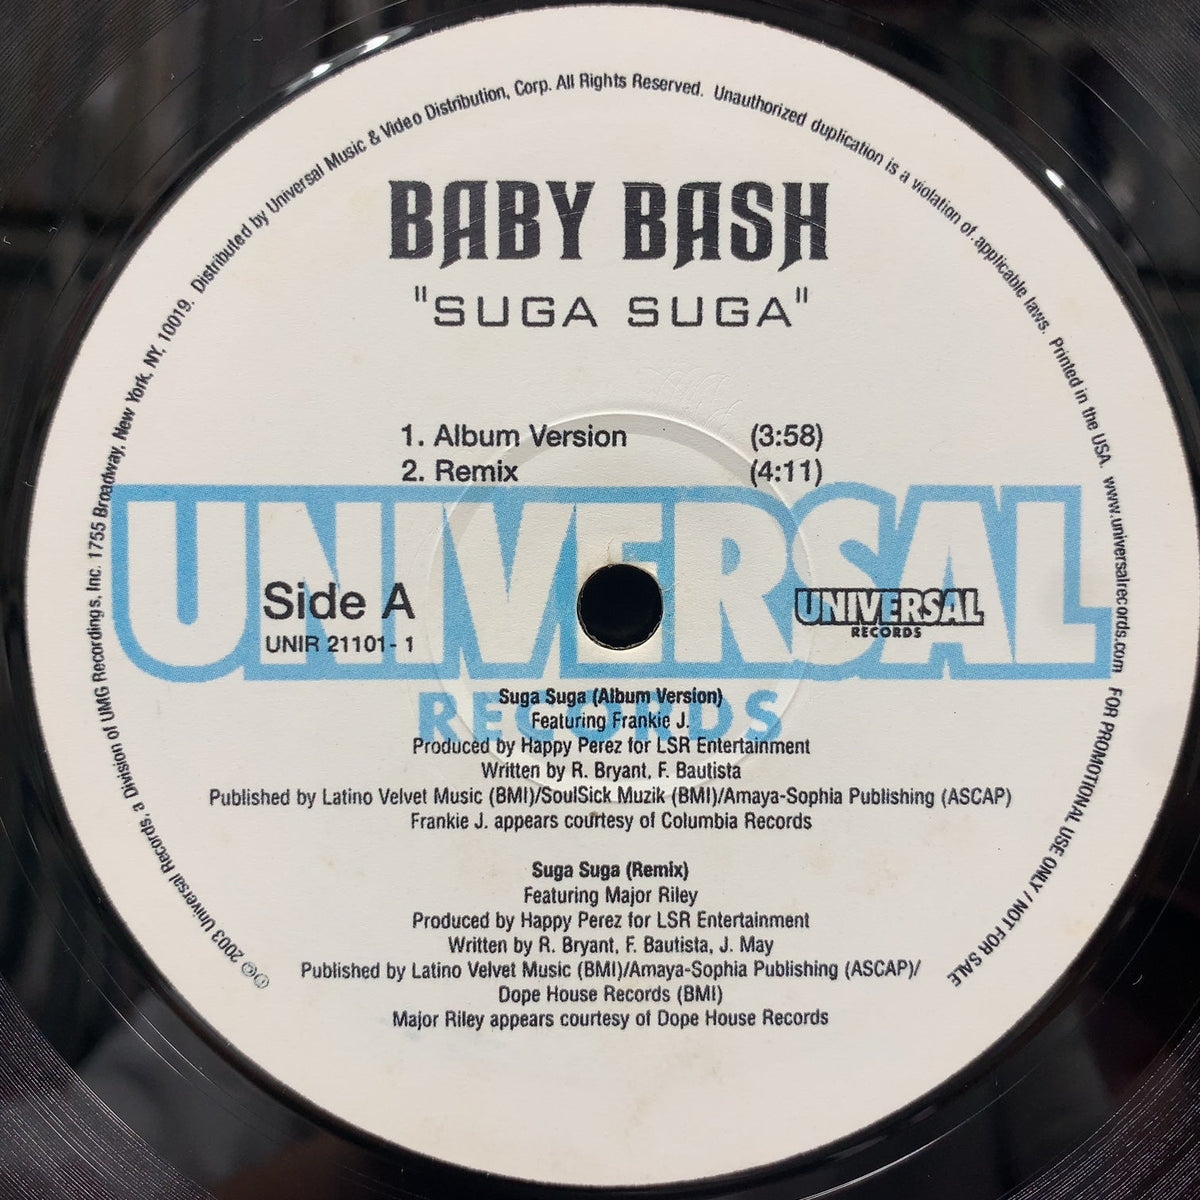 BABY BASH
"SUGA SUGA"
1. Album Version (3:58)
2. Remix (4:11)
UNIVERSAL
RECORDS
Side A
UNIR 21101-1
UNIVERSAL
RECORDS
Suga Suga (Album Version)
Featuring Frankie J.
Produced by Happy Perez for LSR Entertainment
Written by R. Bryant, F. Bautista
Published by Latino Velvet Music (BMI)/SoulSick Muzik (BMI)/Amaya-Sophia Publishing (ASCAP)
Frankie J. appears courtesy of Columbia Records
Suga Suga (Remix)
Featuring Major Riley
Produced by Happy Perez for LSR Entertainment
Written by R. Bryant, F. Bautista, J. May
Published by Latino Velvet Music (BMI)/Amaya-Sophia Publishing (ASCAP)/
Dope House Records (BMI)
Major Riley appears courtesy of Dope House Records
℗© 2003 Universal Records, a Division of UMG Recordings, Inc. 1755 Broadway, New York, NY, 10019. Distributed by Universal Music & Video Distribution, Corp. All Rights Reserved. Unauthorized duplication is a violation of applicable laws. Printed in the USA. www.universalrecords.com FOR PROMOTIONAL USE ONLY / NOT FOR SALE